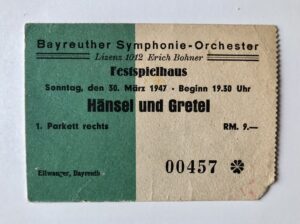 Bayreuther Symphonie-Orchester
Lizenz 1012 Erich Bohner
Festspielhaus
Sonntag, den 30. März 1947 - Beginn 19.30 Uhr
Hänsel und Gretel
1. Parkett rechts RM. 9.—
00457
Ellwanger, Bayreuth